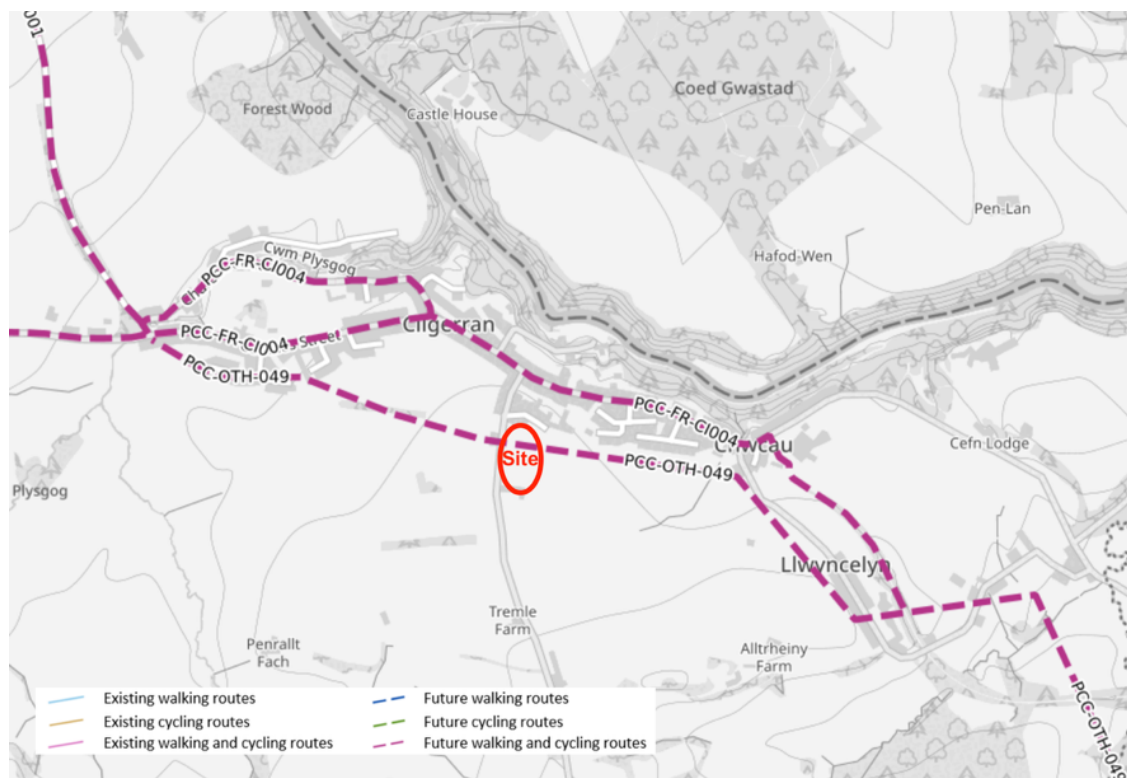 001
Forest Wood
Castle House
Coed Gwastad
Pen-Lan
Hafod-Wen
Cwm Plysgog
PCC-FR-CI004
PCC-FR-CI004
Street
Cilgerran
PCC-OTH-049
PCC-FR-CI004
Cnwcau
Cefn Lodge
Site
PCC-OTH-049
Plysgog
Llwyncelyn
Tremle
Farm
Penrallt
Fach
Alltrheiny
Farm
PCC-OTH-049
Existing walking routes
Existing cycling routes
Existing walking and cycling routes
Future walking routes
Future cycling routes
Future walking and cycling routes